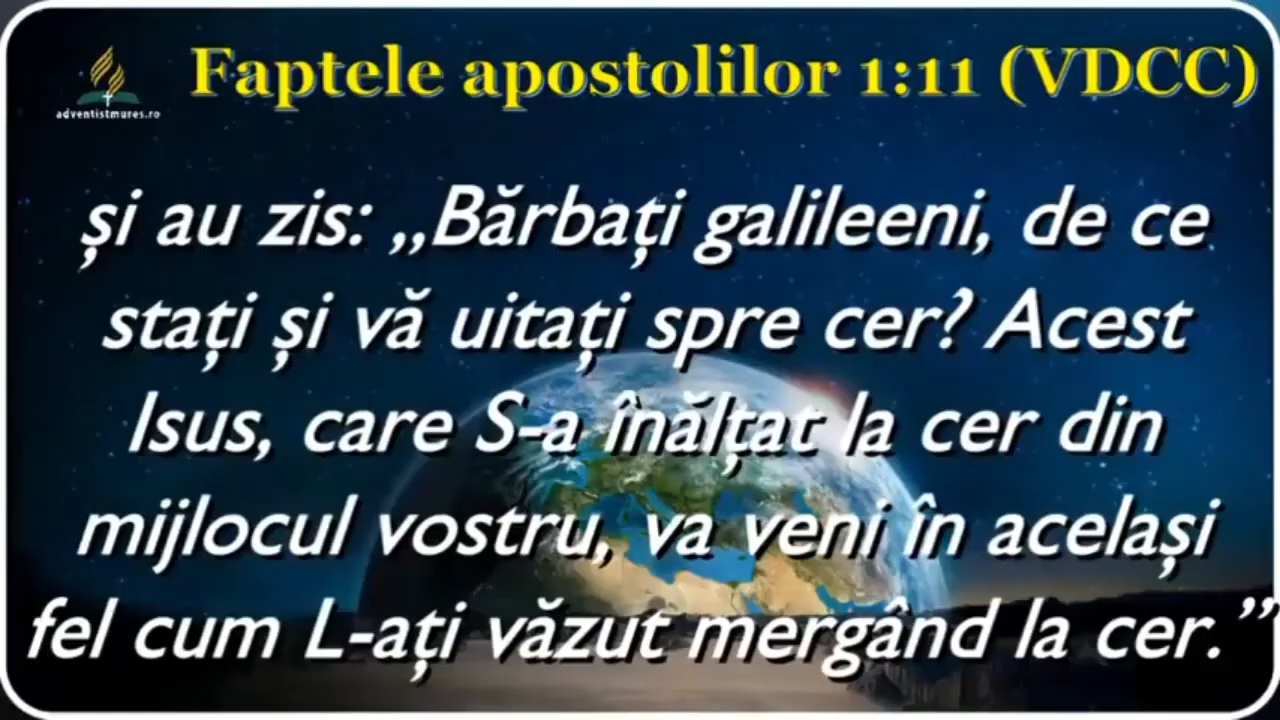 Faptele apostolilor 1:11 (VDCC)
adventistmures.ro
și au zis: „Bărbați galileeni, de ce
stați și vă uitați spre cer? Acest
Isus, care S-a înălțat la cer din
mijlocul vostru, va veni în același
fel cum L-ați văzut mergând la cer.”